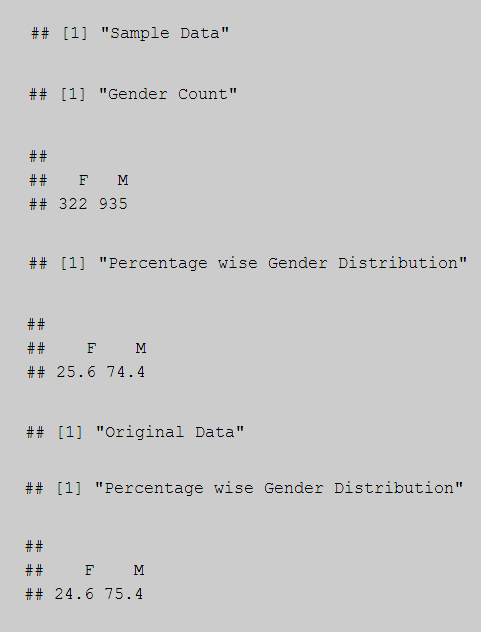 ## [1] "Sample Data"
## [1] "Gender Count"
##
##   F   M
## 322 935
## [1] "Percentage wise Gender Distribution"
##
##    F    M
## 25.6 74.4
## [1] "Original Data"
## [1] "Percentage wise Gender Distribution"
##
##    F    M
## 24.6 75.4